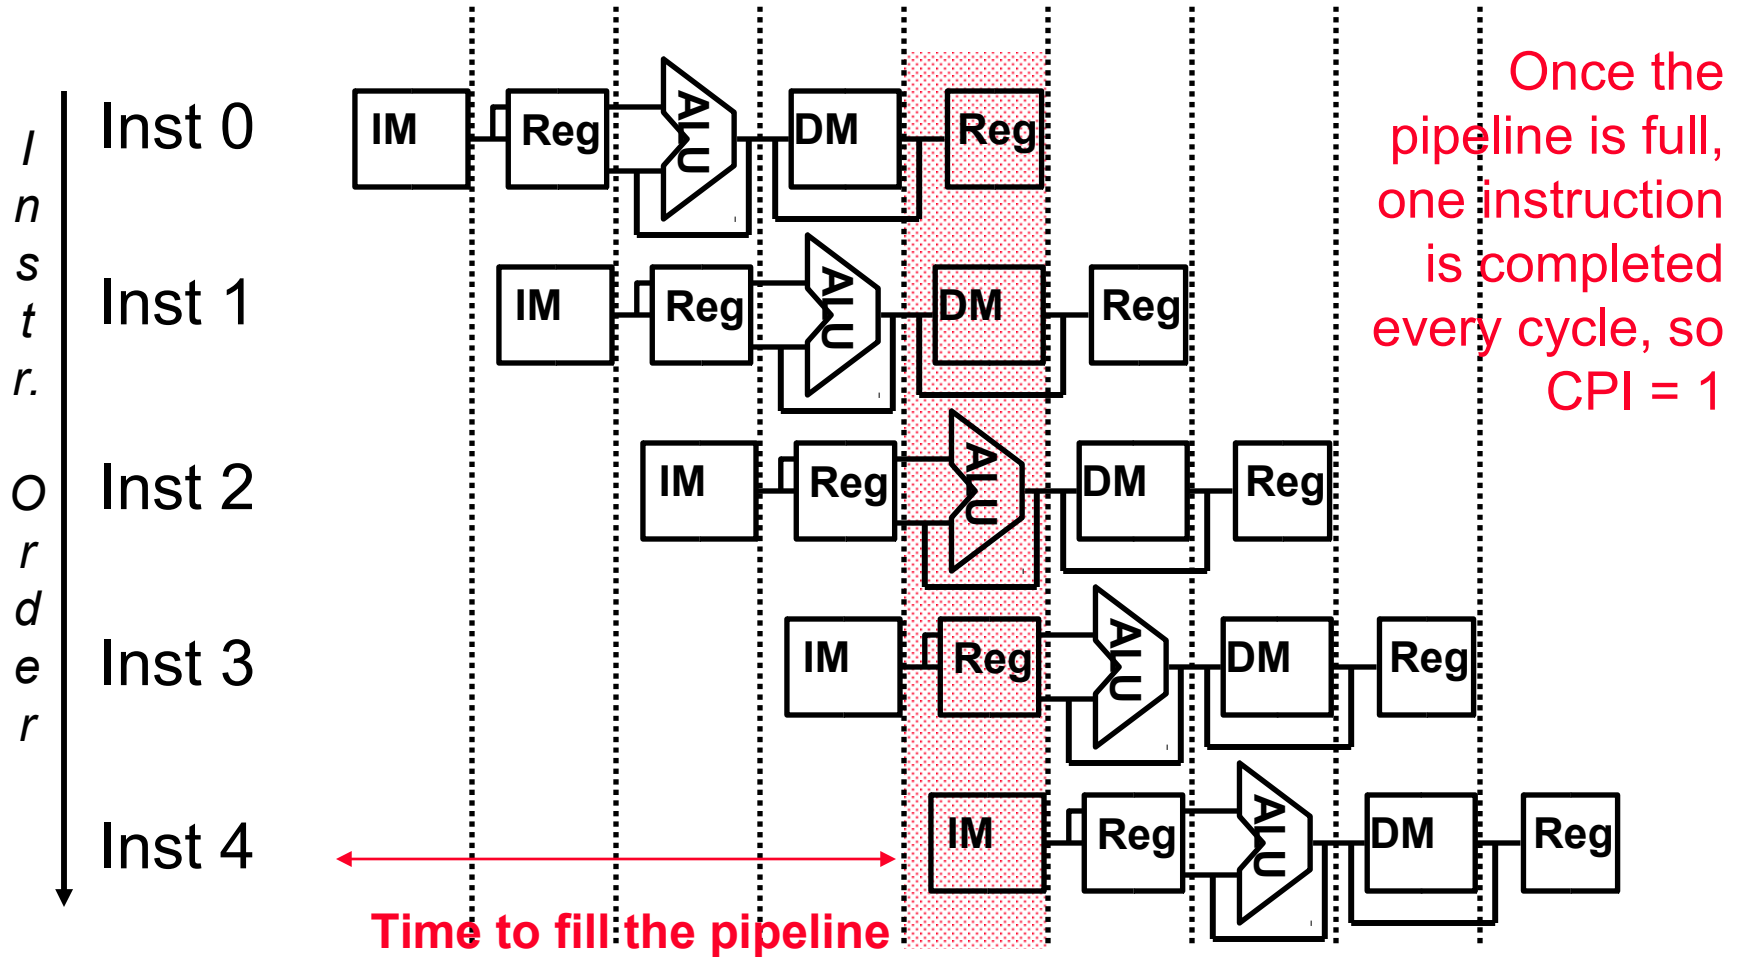 Instr. Order
Once the
pipeline is full,
one instruction
is completed
every cycle, so
CPI = 1
Inst 0 IM Reg ALU DM Reg
Inst 1 IM Reg ALU DM Reg
Inst 2 IM Reg ALU DM Reg
Inst 3 IM Reg ALU DM Reg
Inst 4 IM Reg ALU DM Reg
Time to fill the pipeline